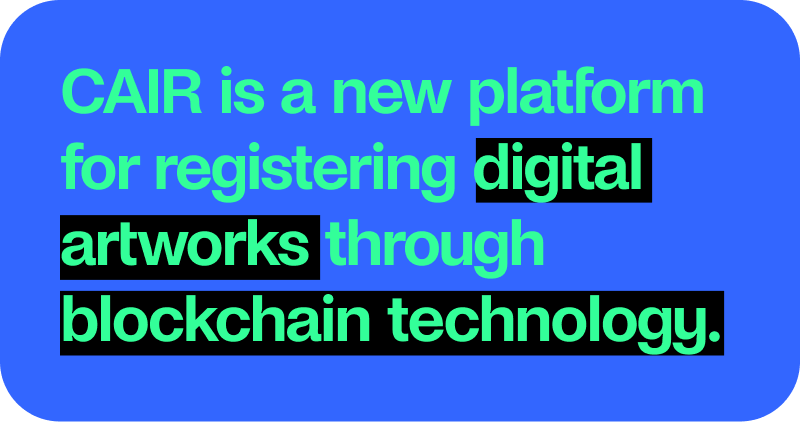 CAIR is a new platform
for registering digital
artworks through
blockchain technology.